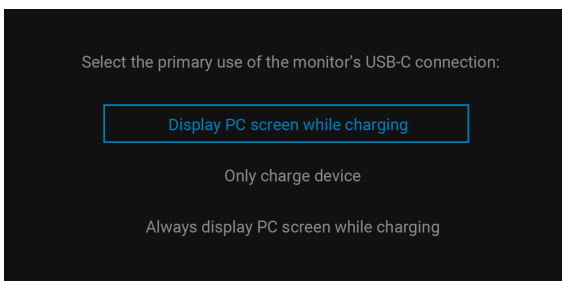 Select the primary use of the monitor's USB-C connection:
Display PC screen while charging
Only charge device
Always display PC screen while charging